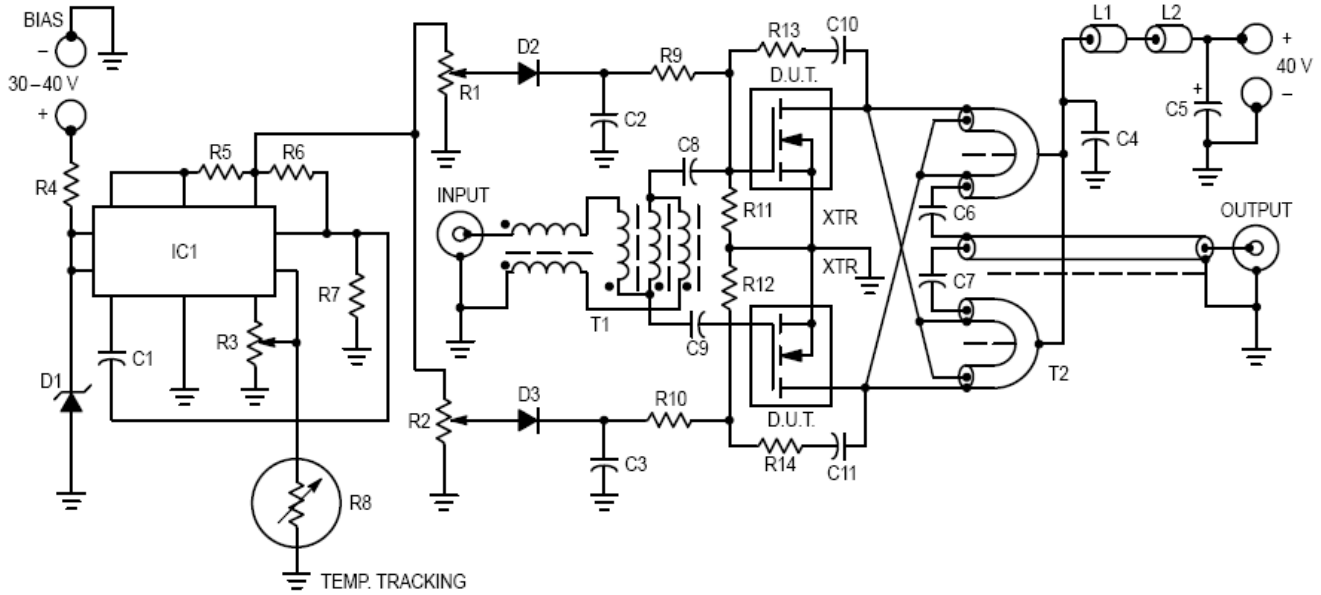 BIAS
–
30–40 V
+
R4
D1
R5
R6
IC1
C1
R3
R7
R8
TEMP. TRACKING
R1
R2
D2
D3
C2
C3
R9
R10
INPUT
T1
C8
C9
R11
R12
R13
C10
D.U.T.
XTR
XTR
D.U.T.
R14
C11
L1
L2
+
40 V
–
+
C5
C4
C6
C7
T2
OUTPUT